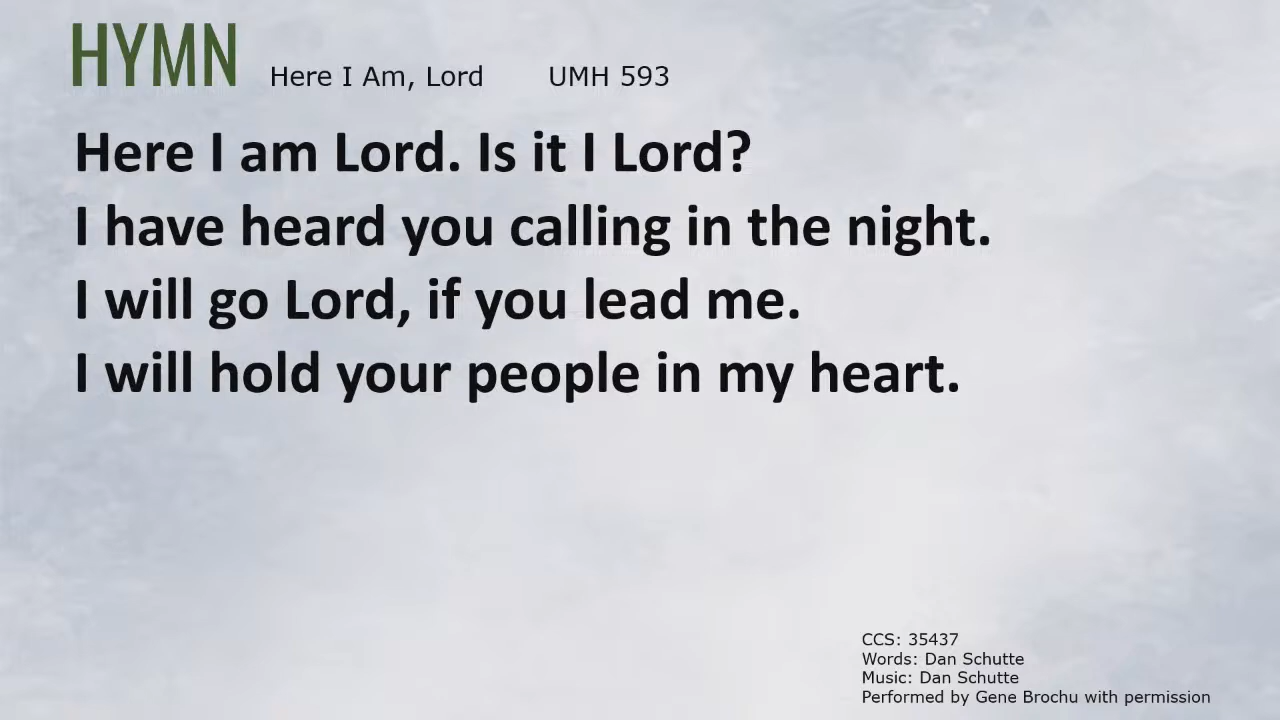 HYMN Here I Am, Lord UMH 593
Here I am Lord. Is it I Lord?
I have heard you calling in the night.
I will go Lord, if you lead me.
I will hold your people in my heart.
CCS: 35437
Words: Dan Schutte
Music: Dan Schutte
Performed by Gene Brochu with permission